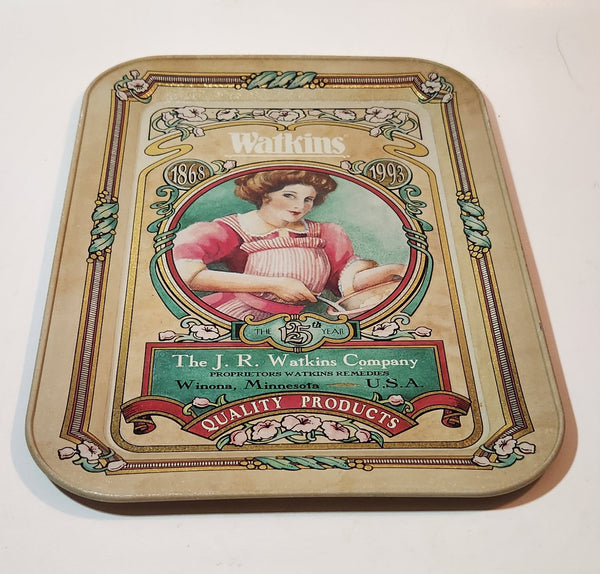 Watkins
1868 1993
THE 125th YEAR
The J. R. Watkins Company
PROPRIETORS WATKINS REMEDIES
Winona, Minnesota U.S.A.
QUALITY PRODUCTS